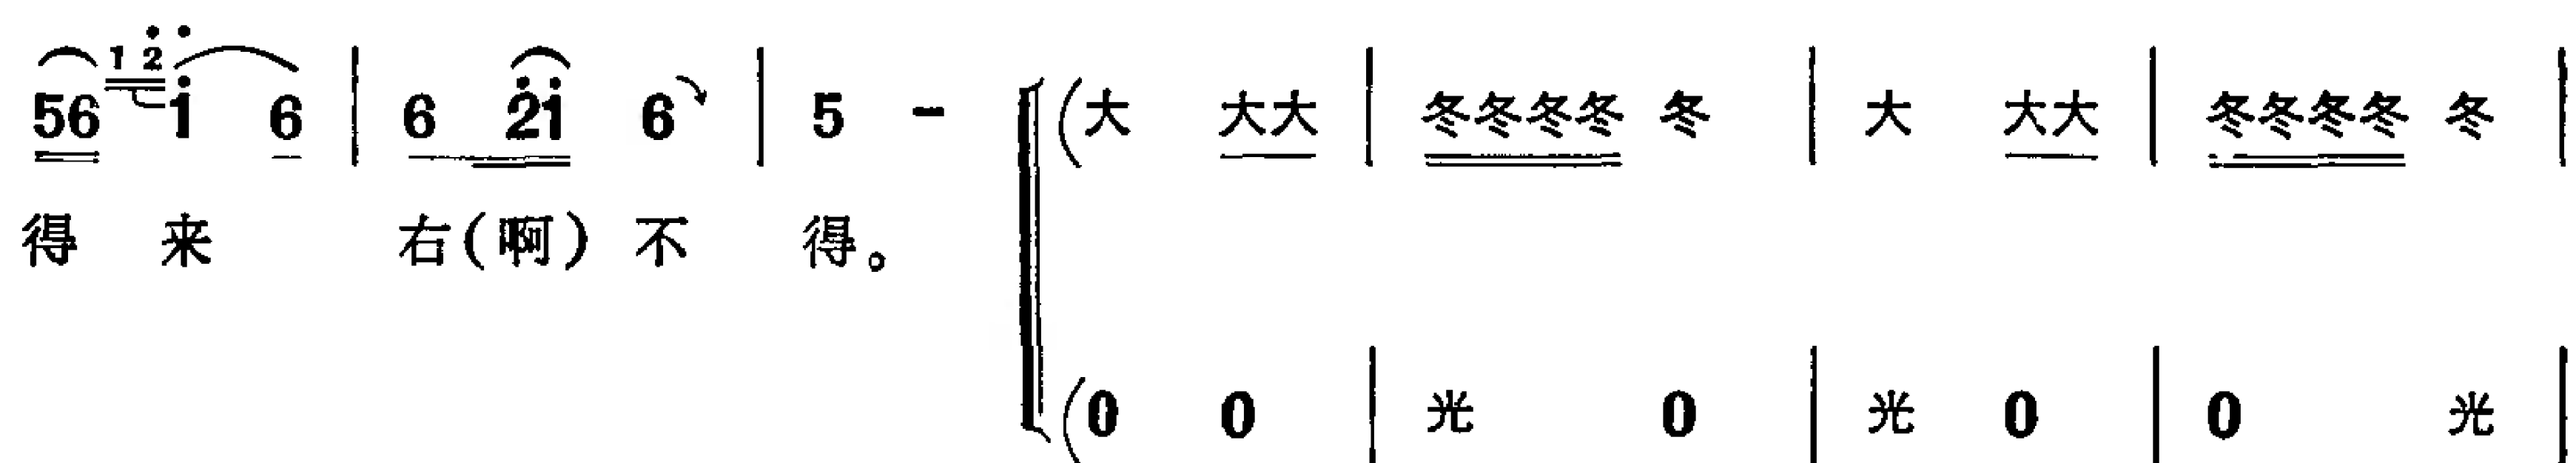 1 2
56 1 6 | 6 21 6 | 5 - (大 大大 | 冬冬冬冬 冬 | 大 大大 | 冬冬冬冬 冬 |
得 来 右(啊)不 得。
(0 0 | 光 0 | 光 0 | 0 光 |